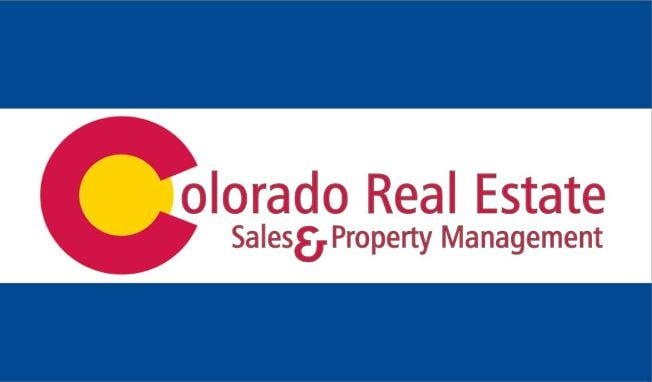 Colorado Real Estate
Sales & Property Management